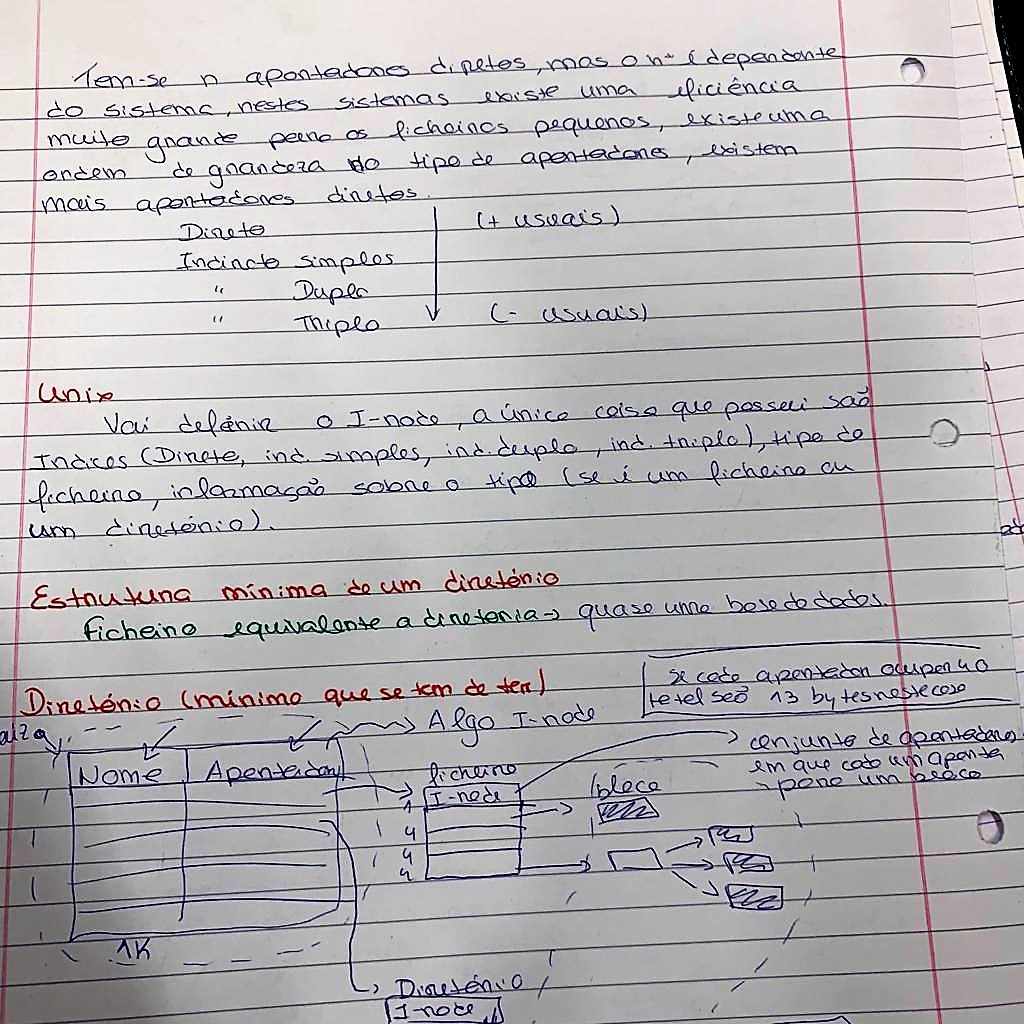 Tem-se n apontadores diretos, mas o nº é dependente
do sistema, nestes sistemas existe uma eficiência
muito grande para os ficheiros pequenos, existe uma
ordem de grandeza do tipo de apontadores, existem
mais apontadores diretos.
Direto (+ usuais)
Indireto simples
" Duplo
" Triplo (- usuais)
Unix
Vai definir o I-node, a única coisa que possui são
Indices (Direto, ind. simples, ind. duplo, ind. triplo), tipo do
ficheiro, informação sobre o tipo (se é um ficheiro ou
um diretório).
Estrutura mínima de um diretório
ficheiro equivalente a diretoria → quase uma base de dados.
Diretório (mínimo que se tem de ter)
se cada apontador ocupar 4 o
total são 13 bytes neste caso
Algo I-node
conjunto de apontadores
em que cada um aponta
para um bloco
Nome Apontador
ficheiro
I-node
bloco
1
4
4
4
1K
Diretório
I-node